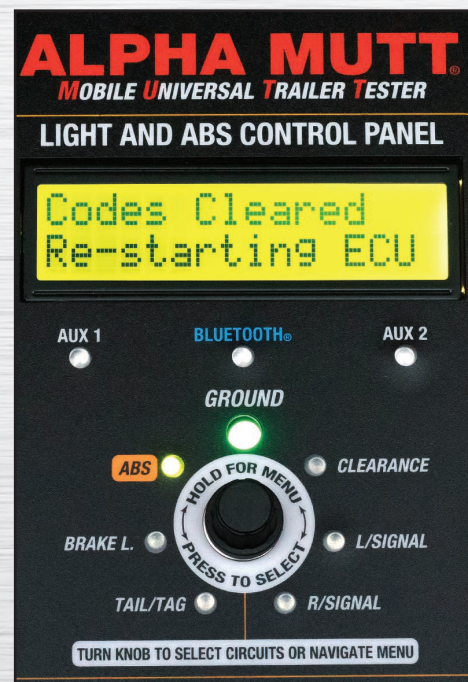 ALPHA MUTT®
MOBILE UNIVERSAL TRAILER TESTER
LIGHT AND ABS CONTROL PANEL
Codes Cleared
Re-starting ECU
AUX 1
BLUETOOTH®
AUX 2
GROUND
ABS
CLEARANCE
HOLD FOR MENU
PRESS TO SELECT
BRAKE L.
L/SIGNAL
TAIL/TAG
R/SIGNAL
TURN KNOB TO SELECT CIRCUITS OR NAVIGATE MENU